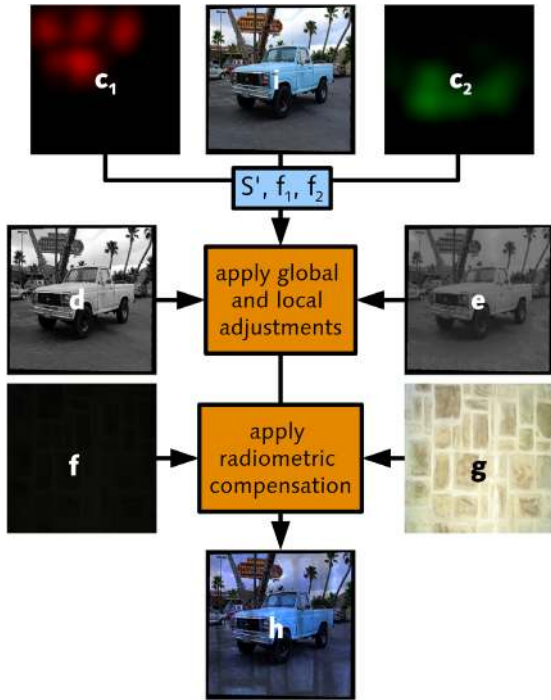 c₁
i
c₂
S', f₁, f₂
d
apply global
and local
adjustments
e
f
apply
radiometric
compensation
g
h